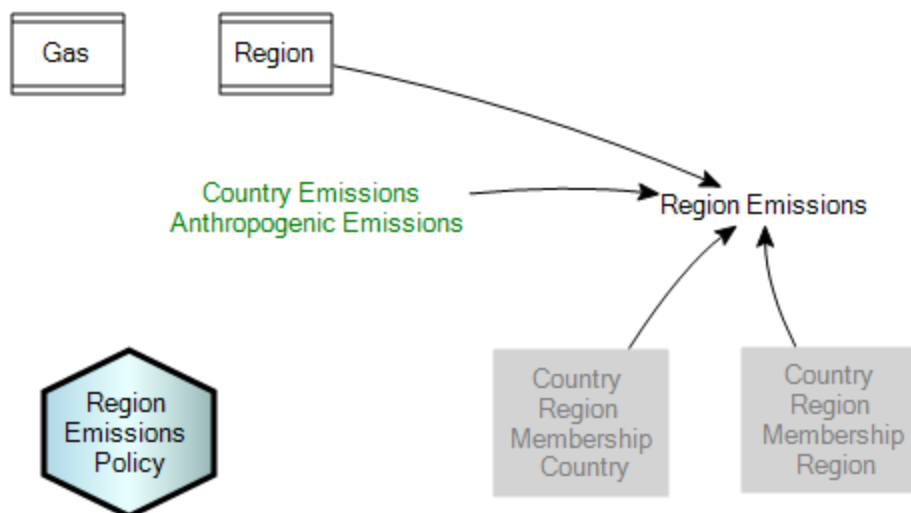 Gas
Region
Country Emissions
Anthropogenic Emissions
Region Emissions
Region
Emissions
Policy
Country
Region
Membership
Country
Country
Region
Membership
Region